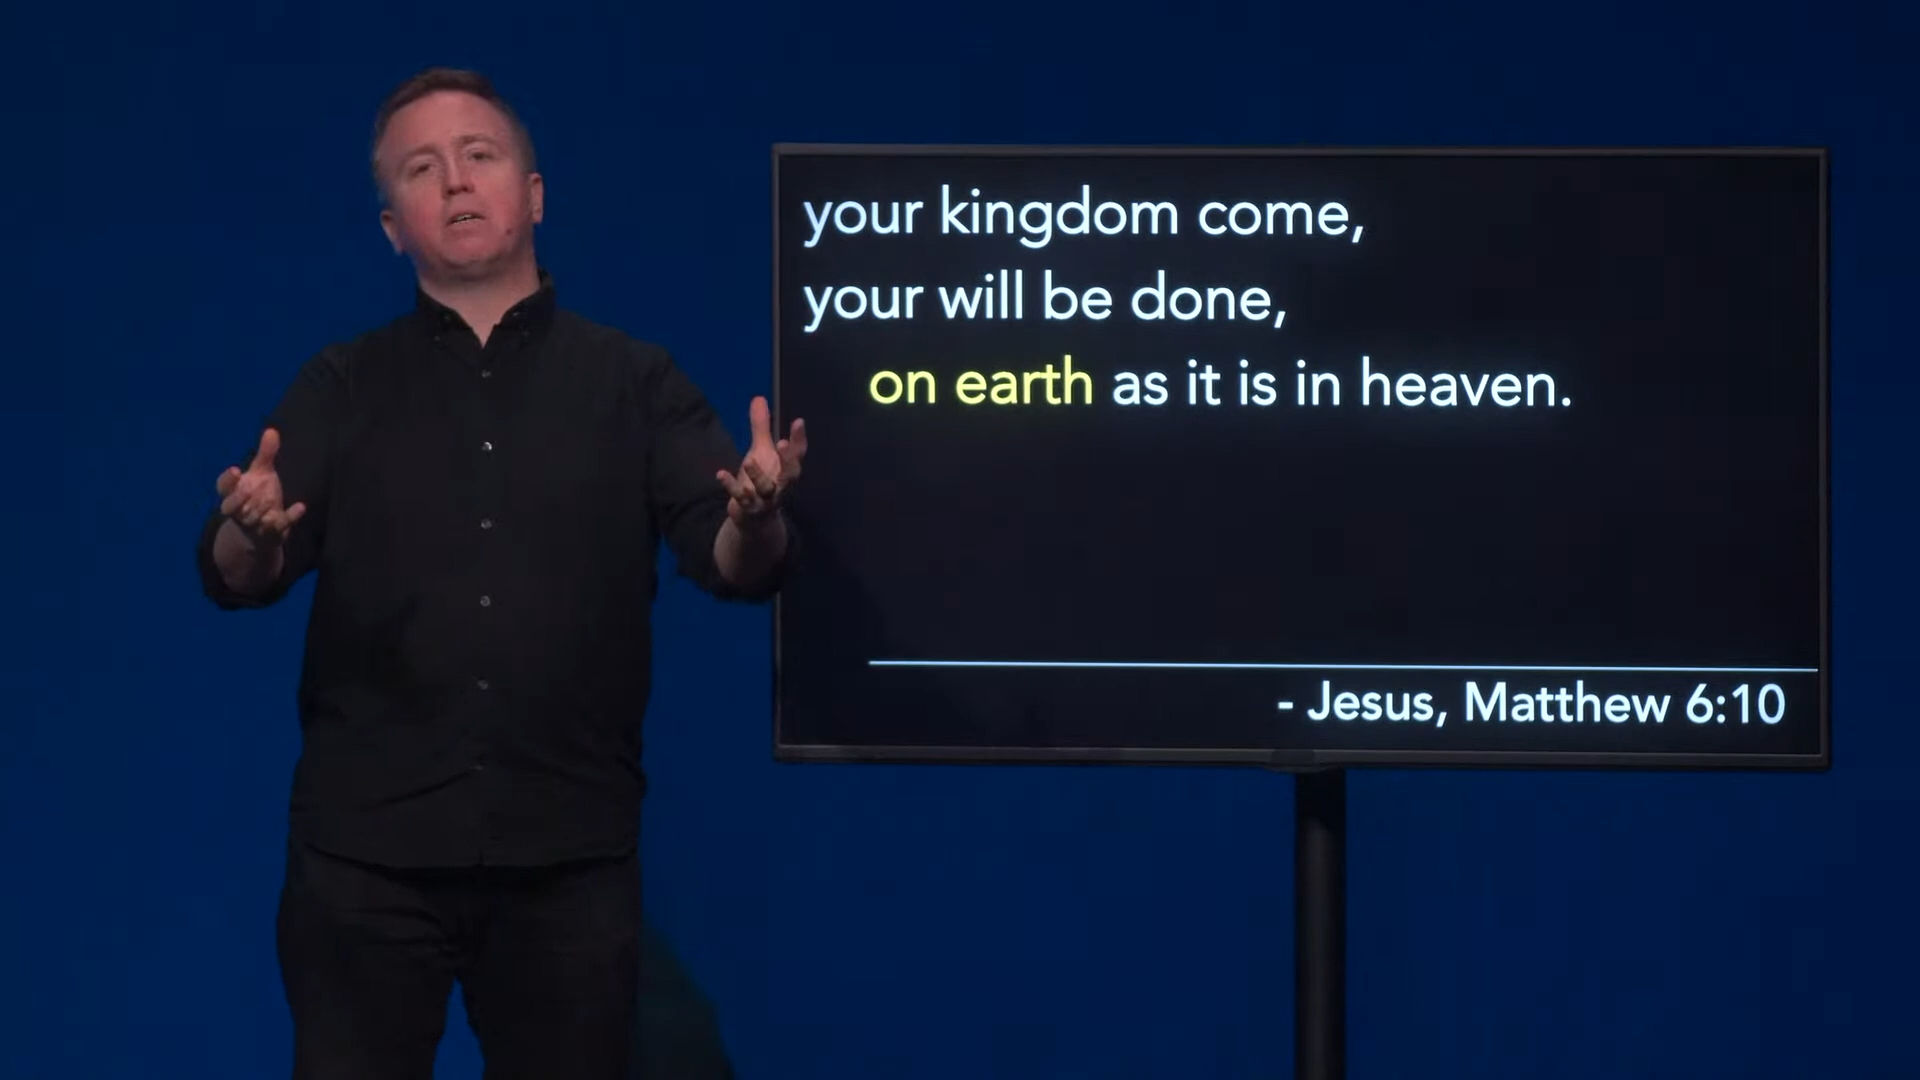 your kingdom come,
your will be done,
on earth as it is in heaven.
- Jesus, Matthew 6:10